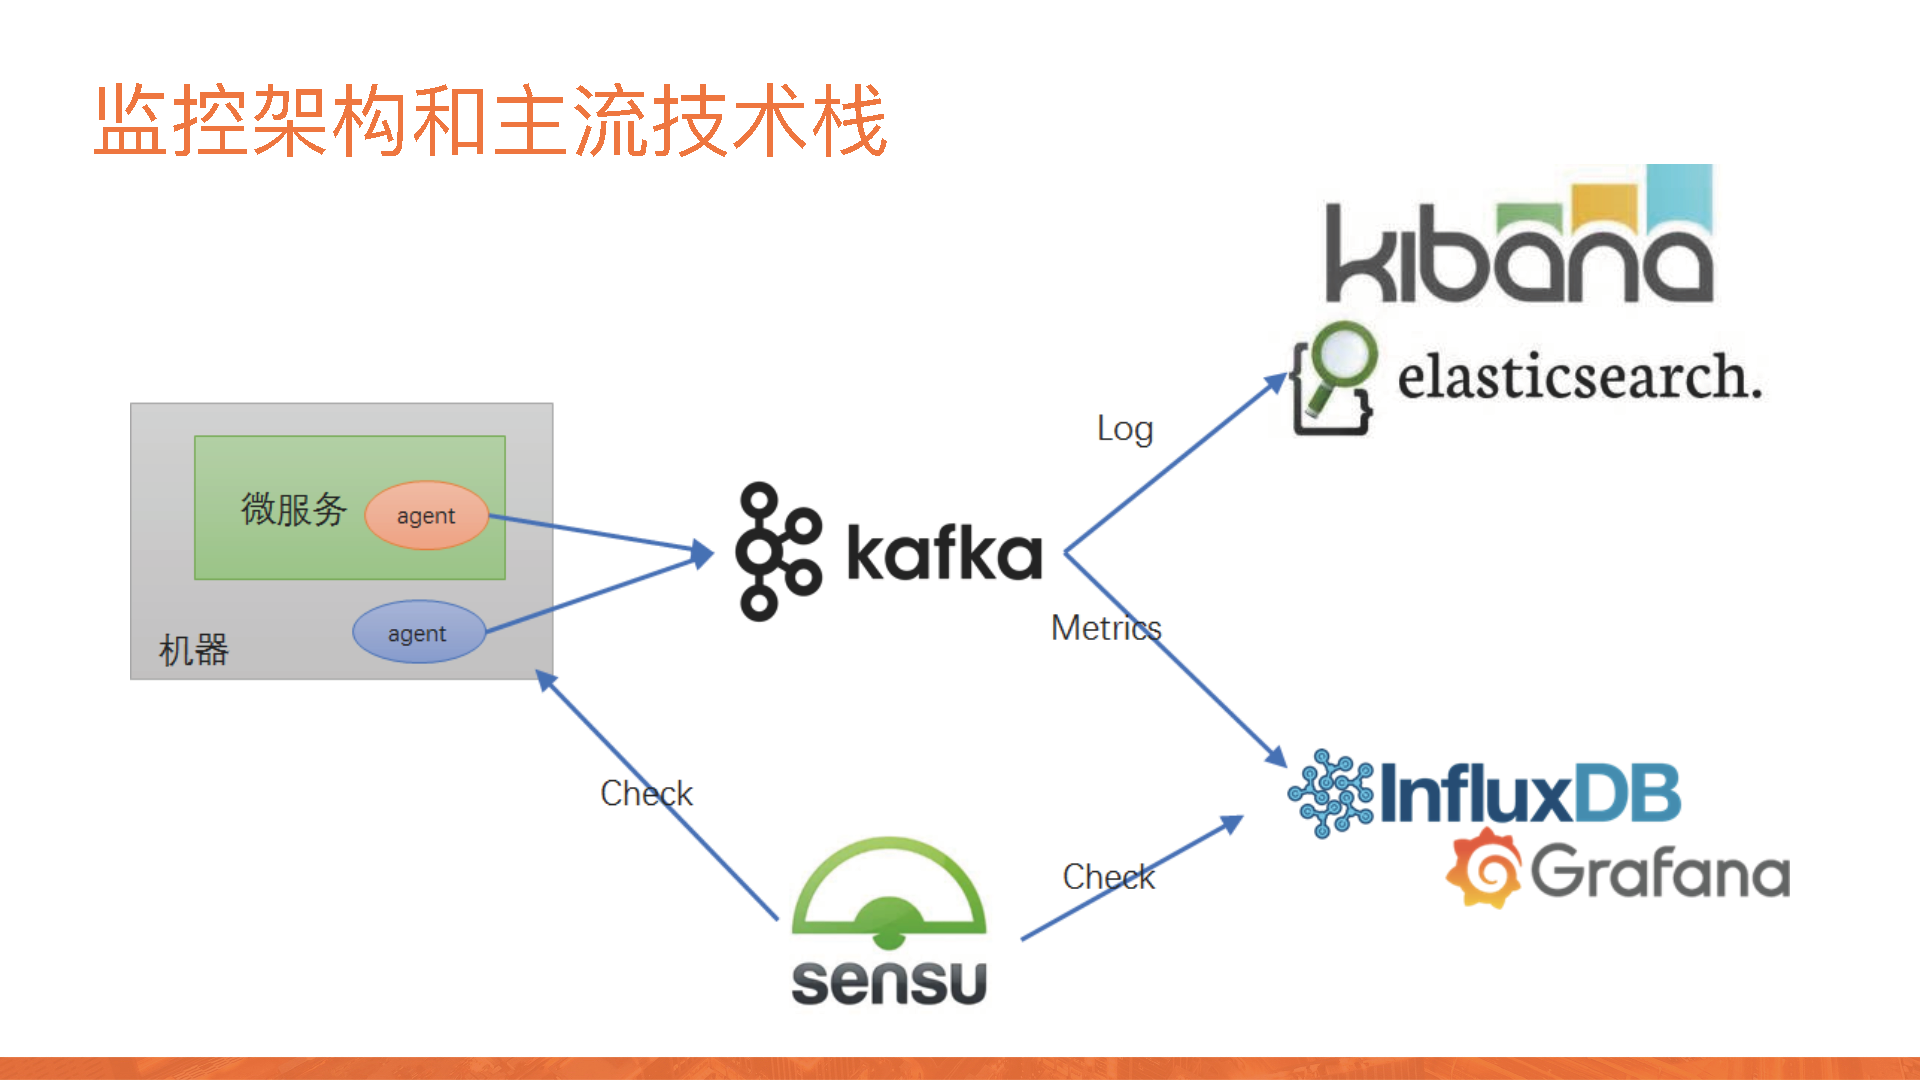 监控架构和主流技术栈
kibana
elasticsearch.
Log
微服务
agent
kafka
机器
agent
Metrics
Check
InfluxDB
Grafana
Check
sensu